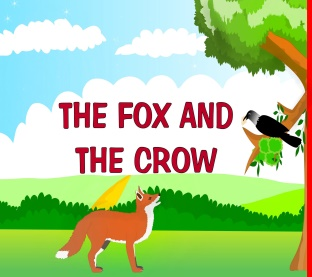 THE FOX AND
THE CROW